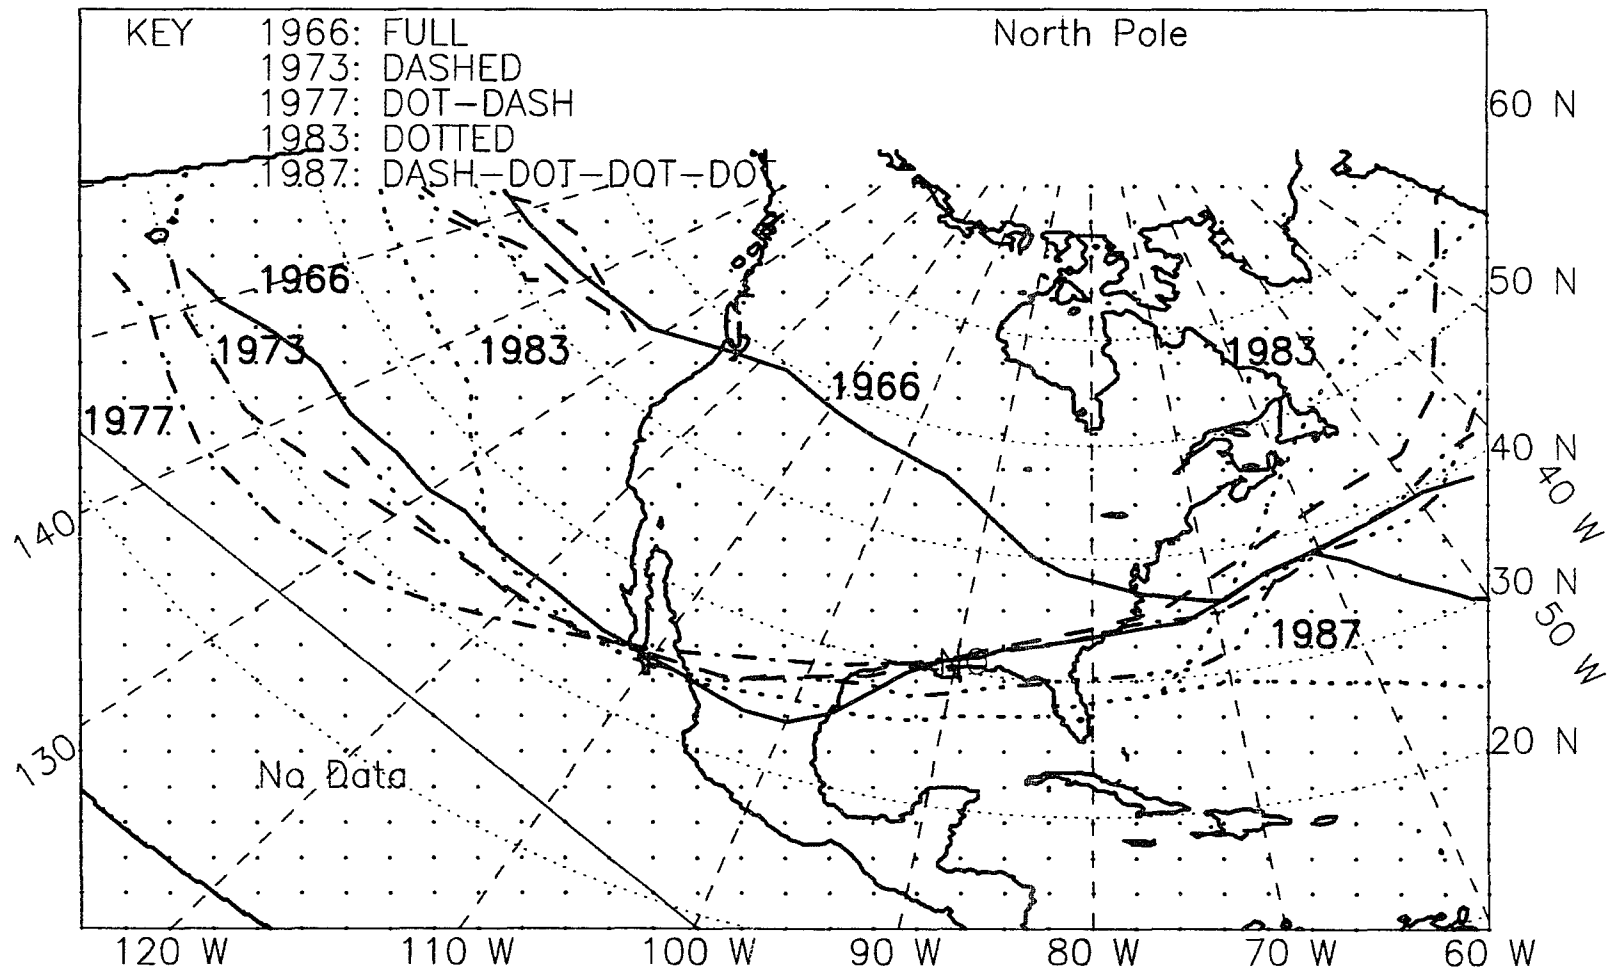 KEY 1966: FULL North Pole
1973: DASHED
1977: DOT-DASH 60 N
1983: DOTTED
1987: DASH-DOT-DOT-DOT
1966 50 N
1973 1983 1983
1966
1977
40 N
40 W
140
30 N
50 W
1987
NO
20 N
130
No Data
120 W 110 W 100 W 90 W 80 W 70 W 60 W